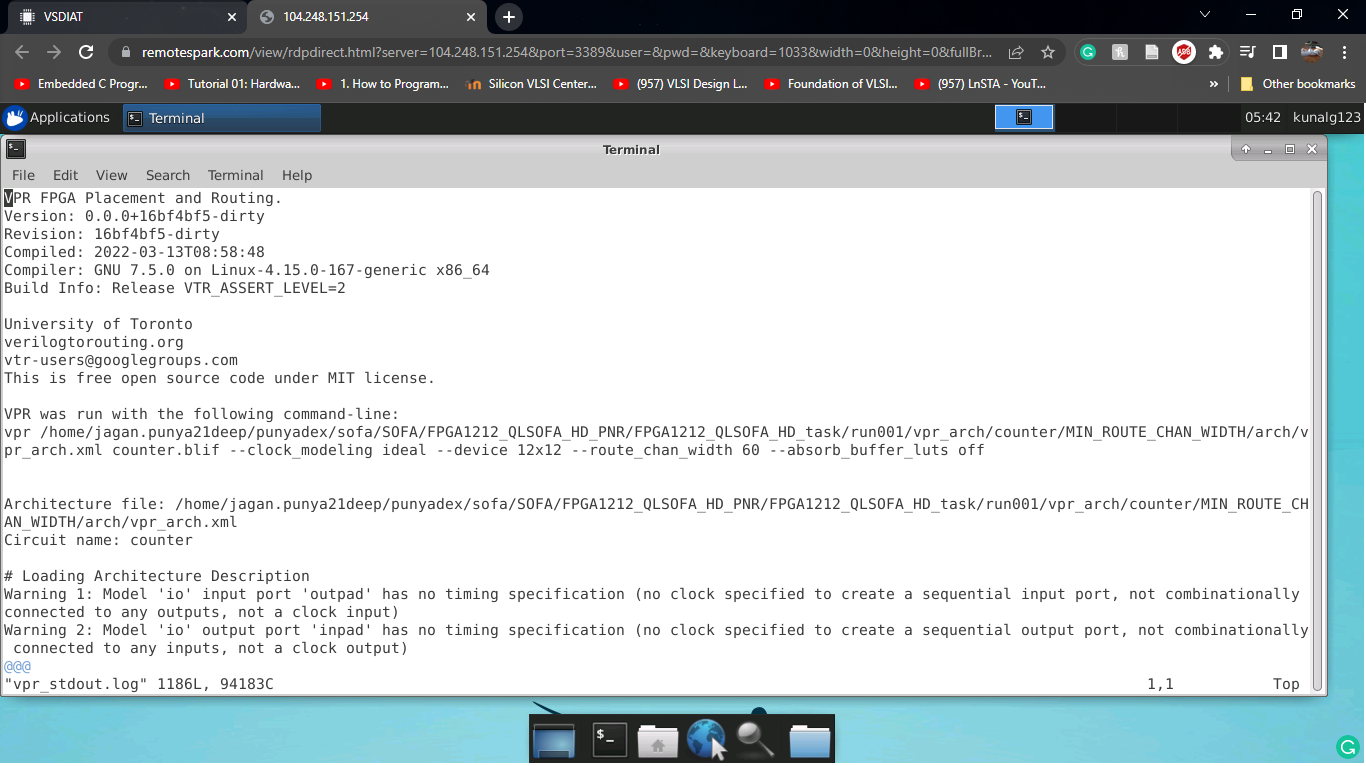 VSDIAT
104.248.151.254
remotespark.com/view/rdpdirect.html?server=104.248.151.254&port=3389&user=&pwd=&keyboard=1033&width=0&height=0&fullBr...
Embedded C Progr...
Tutorial 01: Hardwa...
1. How to Program...
Silicon VLSI Center...
(957) VLSI Design L...
Foundation of VLSI...
(957) LnSTA - YouT...
»
Other bookmarks
Applications
Terminal
05:42
kunalg123
Terminal
File Edit View Search Terminal Help
VPR FPGA Placement and Routing.
Version: 0.0.0+16bf4bf5-dirty
Revision: 16bf4bf5-dirty
Compiled: 2022-03-13T08:58:48
Compiler: GNU 7.5.0 on Linux-4.15.0-167-generic x86_64
Build Info: Release VTR_ASSERT_LEVEL=2
University of Toronto
verilogtorouting.org
vtr-users@googlegroups.com
This is free open source code under MIT license.
VPR was run with the following command-line:
vpr /home/jagan.punya21deep/punyadex/sofa/SOFA/FPGA1212_QLSOFA_HD_PNR/FPGA1212_QLSOFA_HD_task/run001/vpr_arch/counter/MIN_ROUTE_CHAN_WIDTH/arch/v
pr_arch.xml counter.blif --clock_modeling ideal --device 12x12 --route_chan_width 60 --absorb_buffer_luts off
Architecture file: /home/jagan.punya21deep/punyadex/sofa/SOFA/FPGA1212_QLSOFA_HD_PNR/FPGA1212_QLSOFA_HD_task/run001/vpr_arch/counter/MIN_ROUTE_CH
AN_WIDTH/arch/vpr_arch.xml
Circuit name: counter
# Loading Architecture Description
Warning 1: Model 'io' input port 'outpad' has no timing specification (no clock specified to create a sequential input port, not combinationally
connected to any outputs, not a clock input)
Warning 2: Model 'io' output port 'inpad' has no timing specification (no clock specified to create a sequential output port, not combinationally
connected to any inputs, not a clock output)
@@@
"vpr_stdout.log" 1186L, 94183C 1,1 Top